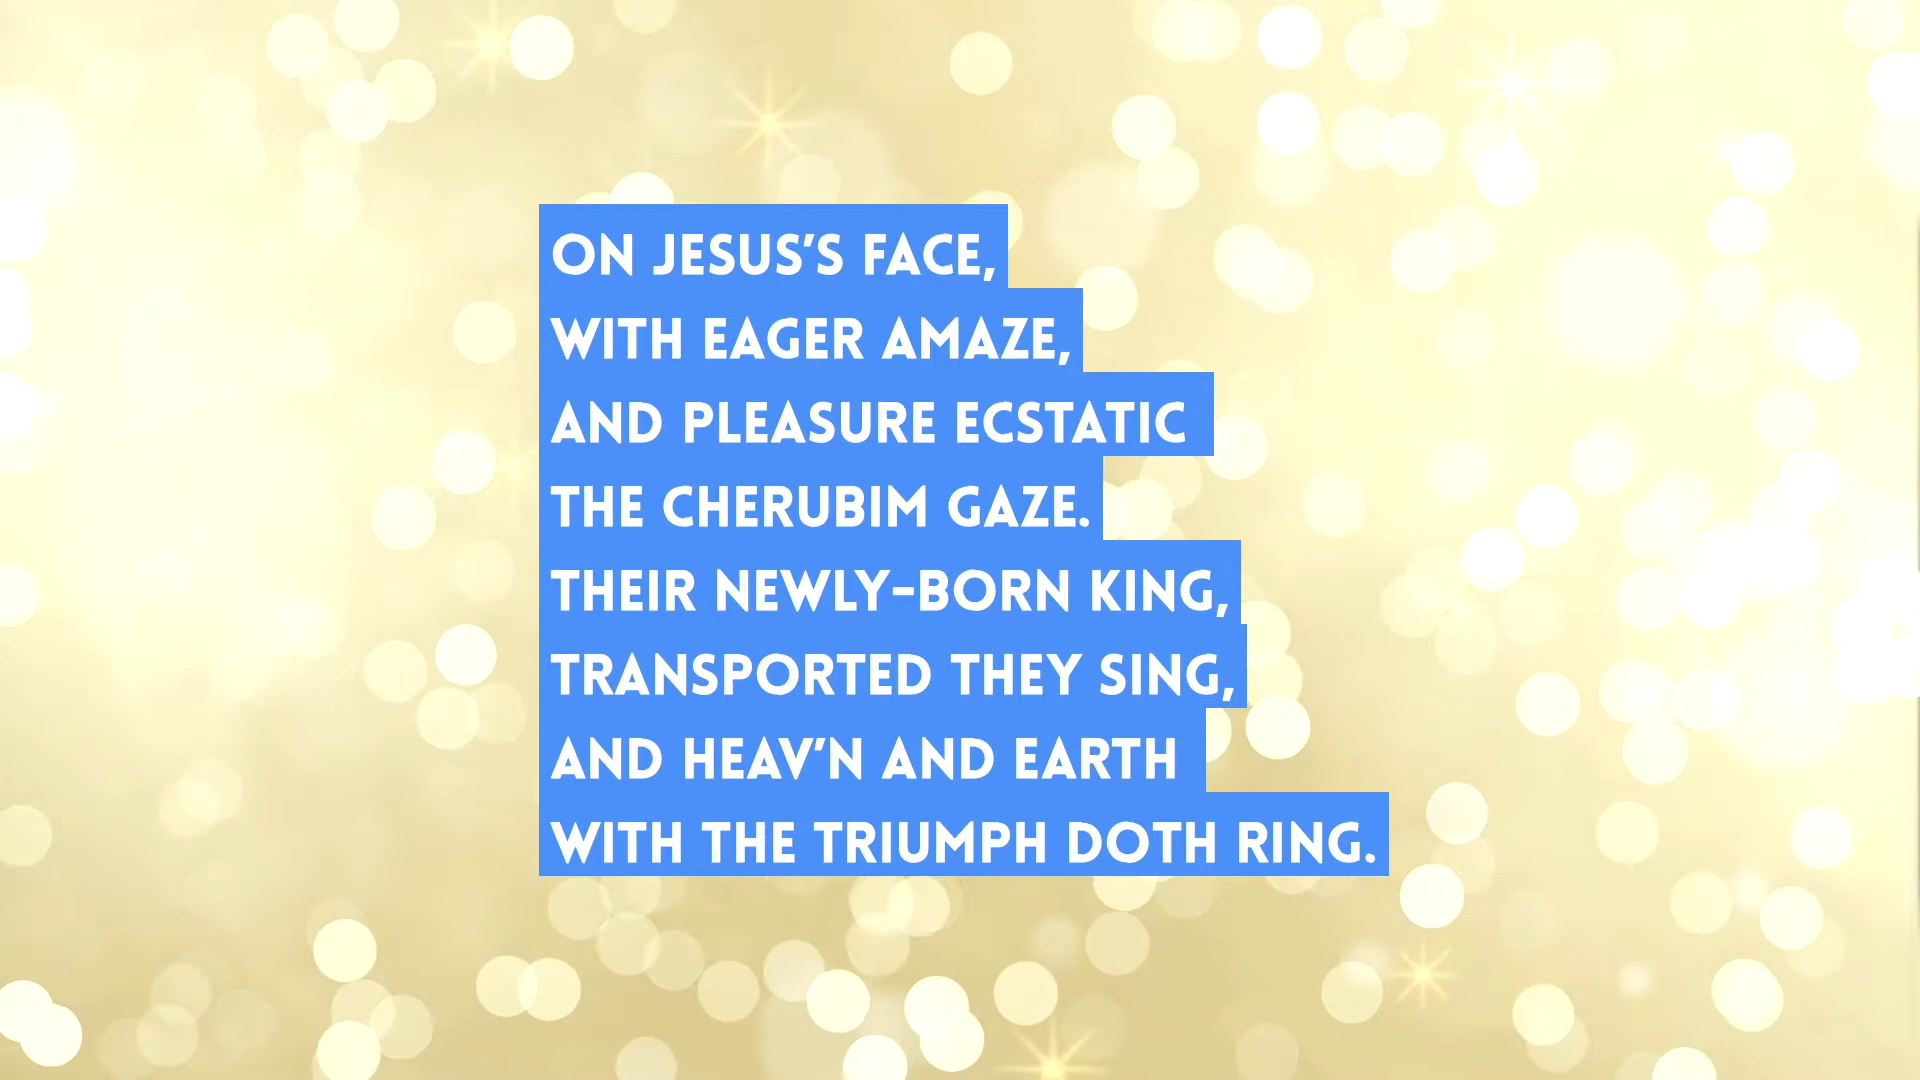 ON JESUS’S FACE,
WITH EAGER AMAZE,
AND PLEASURE ECSTATIC
THE CHERUBIM GAZE.
THEIR NEWLY-BORN KING,
TRANSPORTED THEY SING,
AND HEAV’N AND EARTH
WITH THE TRIUMPH DOTH RING.